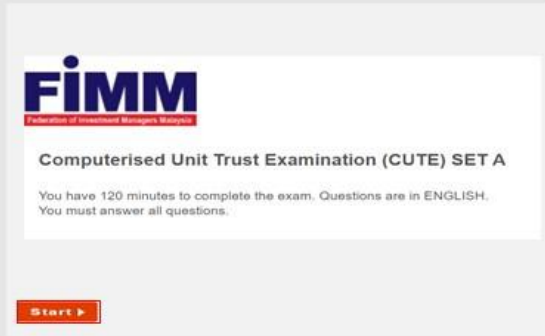 FiMM
Federation of Investment Managers Malaysia
Computerised Unit Trust Examination (CUTE) SET A
You have 120 minutes to complete the exam. Questions are in ENGLISH.
You must answer all questions.
Start